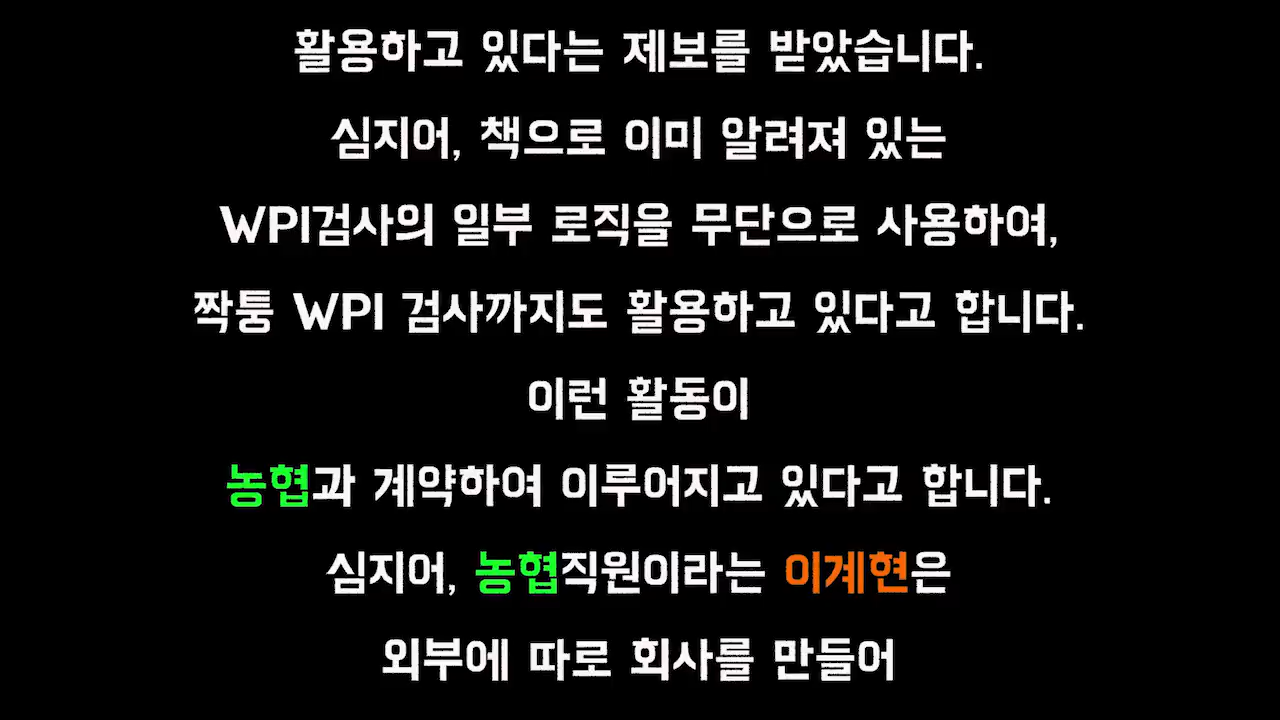 활용하고 있다는 제보를 받았습니다.
심지어, 책으로 이미 알려져 있는
WPI검사의 일부 로직을 무단으로 사용하여,
짝퉁 WPI 검사까지도 활용하고 있다고 합니다.
이런 활동이
농협과 계약하여 이루어지고 있다고 합니다.
심지어, 농협직원이라는 이계현은
외부에 따로 회사를 만들어